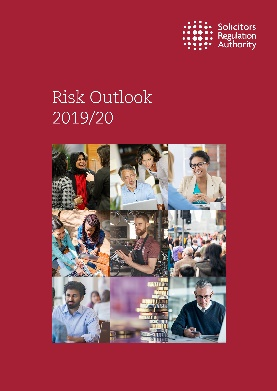 Solicitors
Regulation
Authority
Risk Outlook
2019/20